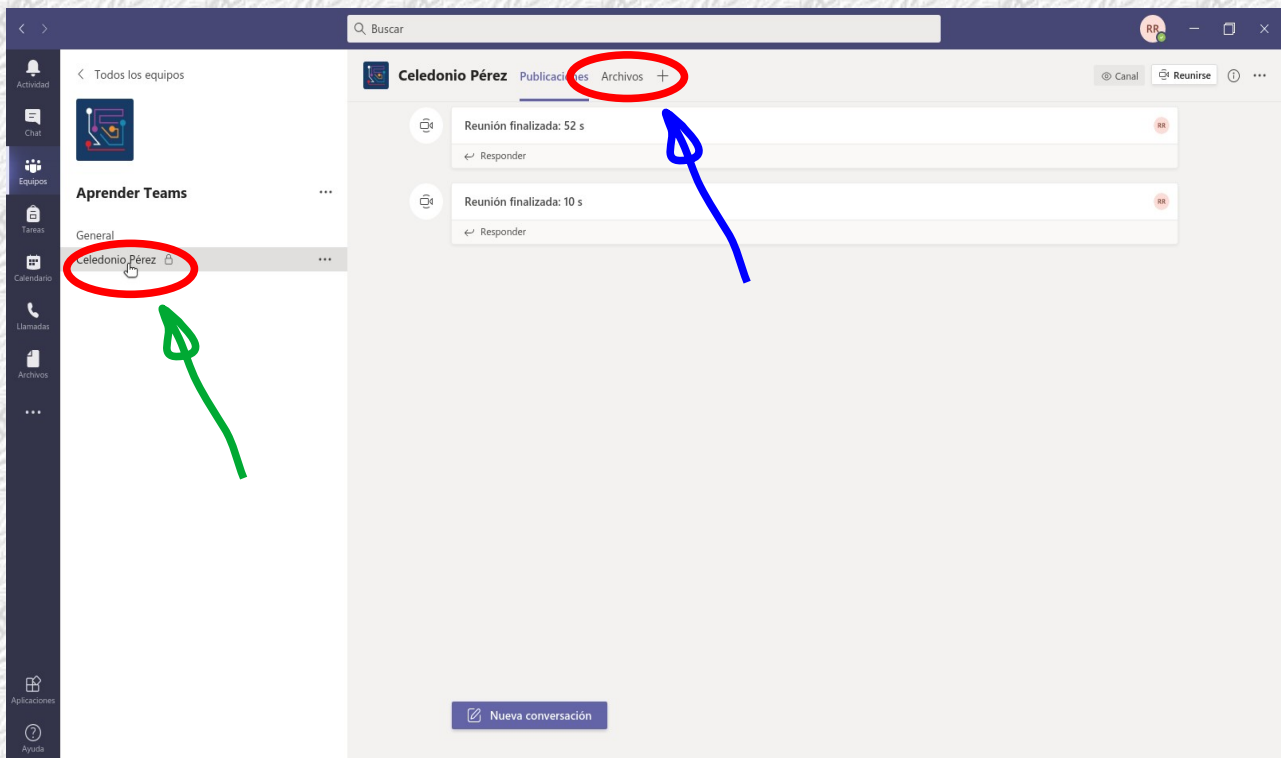 Buscar
RR
Actividad
Chat
Equipos
Tareas
Calendario
Llamadas
Archivos
Aplicaciones
Ayuda
Todos los equipos
Aprender Teams
General
Celedonio Pérez
Celedonio Pérez Publicaciones Archivos
Canal Reunirse
Reunión finalizada: 52 s
RR
Responder
Reunión finalizada: 10 s
RR
Responder
Nueva conversación